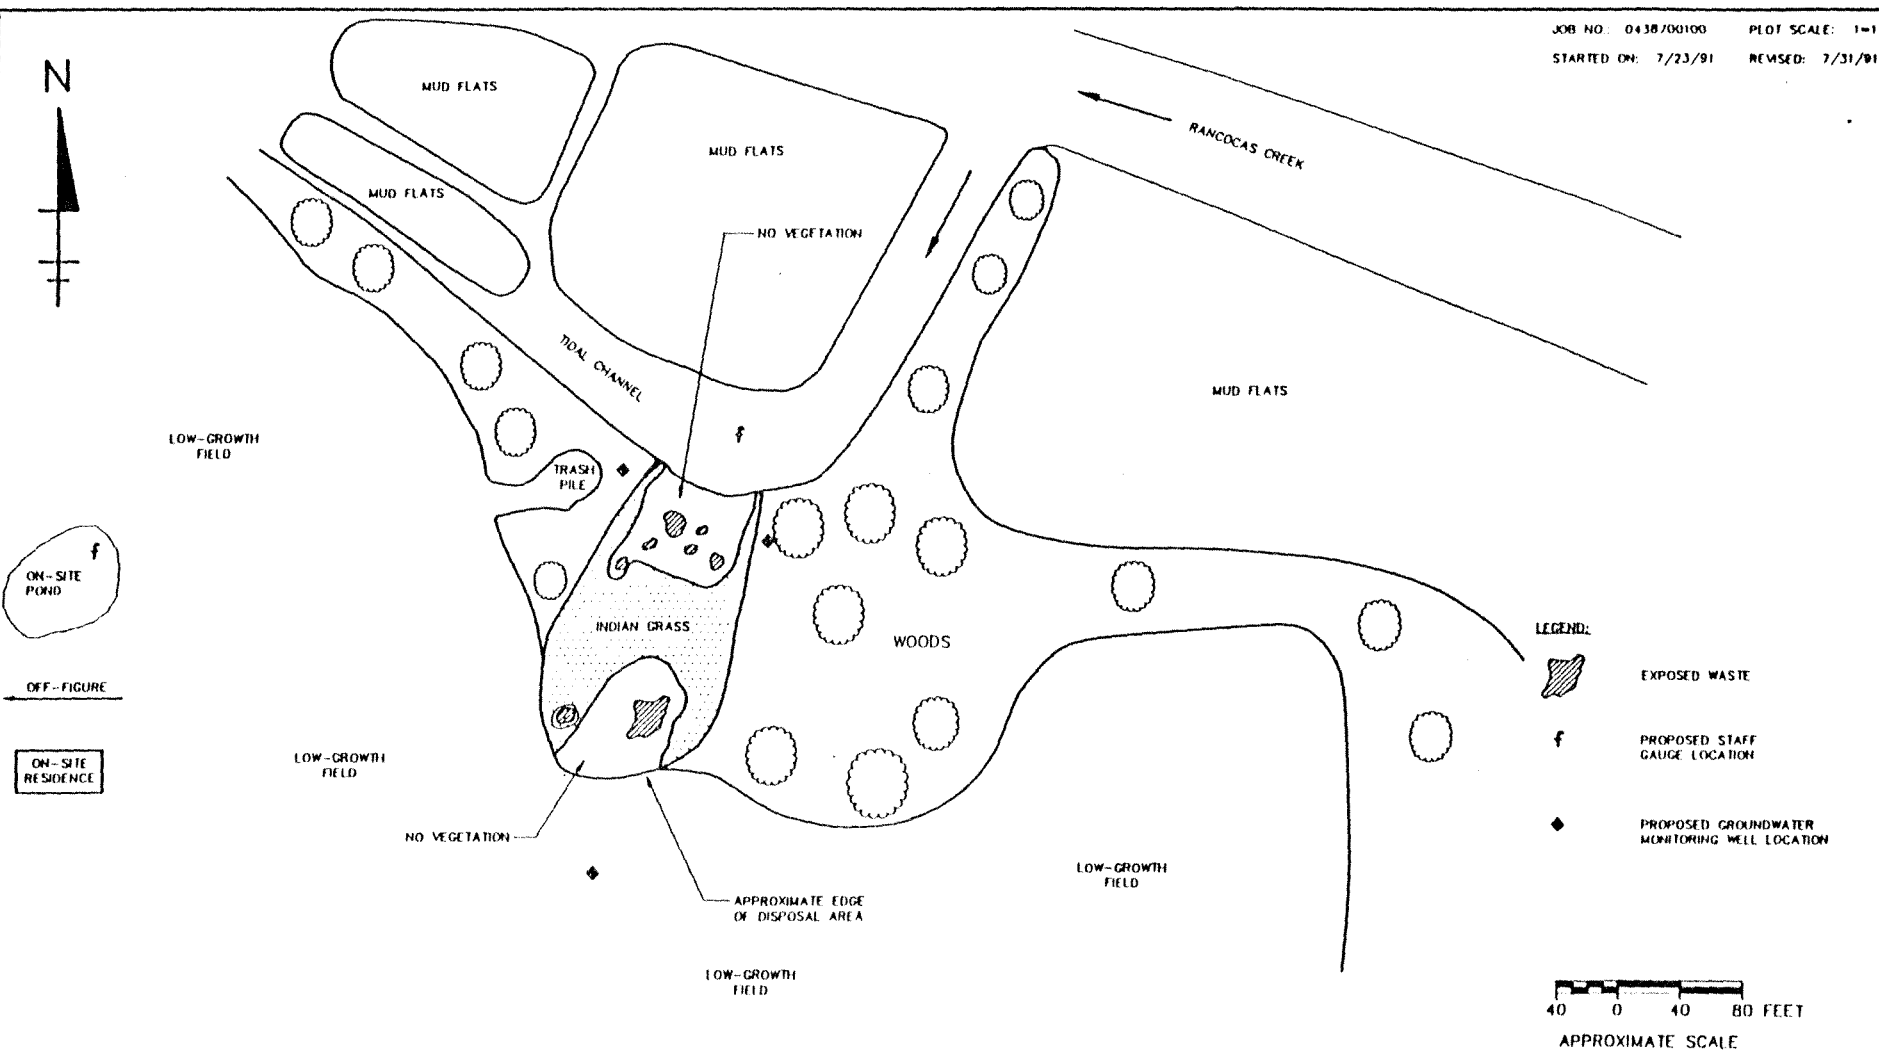 JOB NO.: 0438700100 PLOT SCALE: 1=1
STARTED ON: 7/23/91 REVISED: 7/31/91
N
MUD FLATS
MUD FLATS
MUD FLATS
RANCOCAS CREEK
NO VEGETATION
TIDAL CHANNEL
MUD FLATS
LOW-GROWTH
FIELD
TRASH
PILE
ON-SITE
POND
INDIAN GRASS
WOODS
OFF-FIGURE
ON-SITE
RESIDENCE
LOW-GROWTH
FIELD
NO VEGETATION
LOW-GROWTH
FIELD
APPROXIMATE EDGE
OF DISPOSAL AREA
LOW-GROWTH
FIELD
LEGEND:
EXPOSED WASTE
PROPOSED STAFF
GAUGE LOCATION
PROPOSED GROUNDWATER
MONITORING WELL LOCATION
40 0 40 80 FEET
APPROXIMATE SCALE